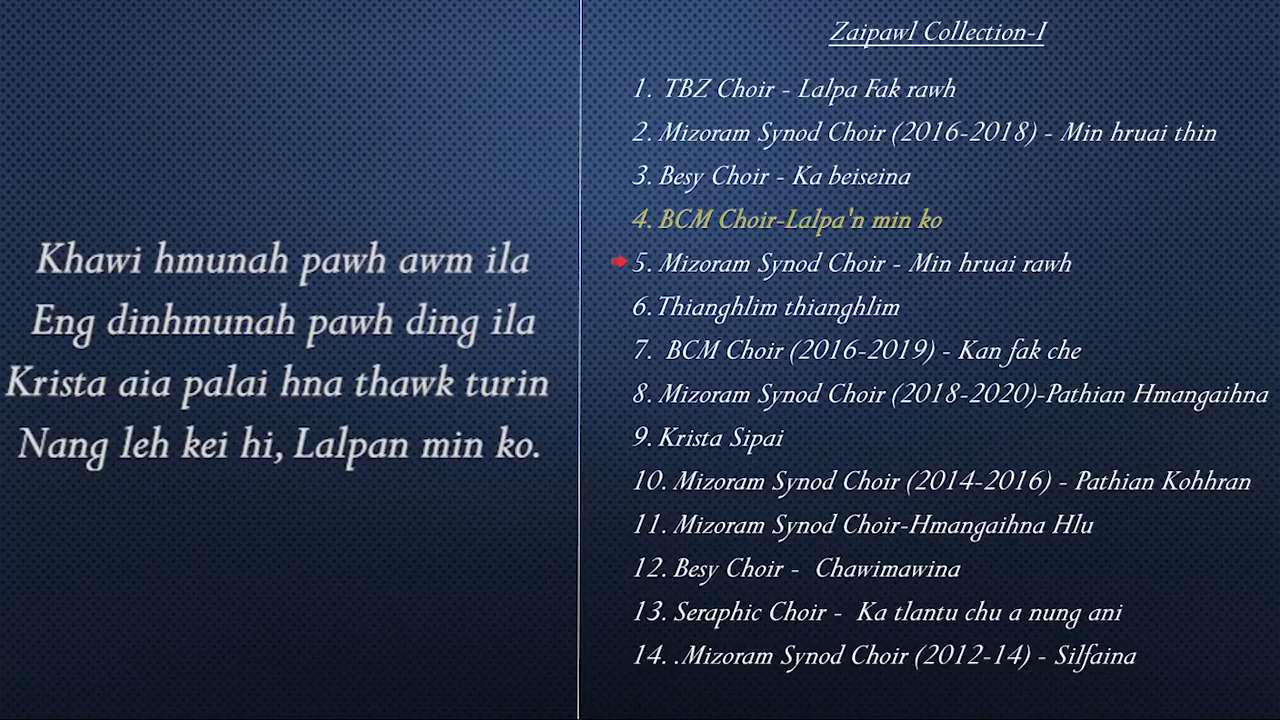 Khawi hmunah pawh awm ila
Eng dinhmunah pawh ding ila
Krista aia palai hna thawk turin
Nang leh kei hi, Lalpan min ko.
Zaipawl Collection-I
1. TBZ Choir - Lalpa Fak rawh
2. Mizoram Synod Choir (2016-2018) - Min hruai thin
3. Besy Choir - Ka beiseina
4. BCM Choir-Lalpa'n min ko
5. Mizoram Synod Choir - Min hruai rawh
6. Thianghlim thianghlim
7. BCM Choir (2016-2019) - Kan fak che
8. Mizoram Synod Choir (2018-2020)-Pathian Hmangaihna
9. Krista Sipai
10. Mizoram Synod Choir (2014-2016) - Pathian Kohhran
11. Mizoram Synod Choir-Hmangaihna Hlu
12. Besy Choir - Chawimawina
13. Seraphic Choir - Ka tlantu chu a nung ani
14. .Mizoram Synod Choir (2012-14) - Silfaina